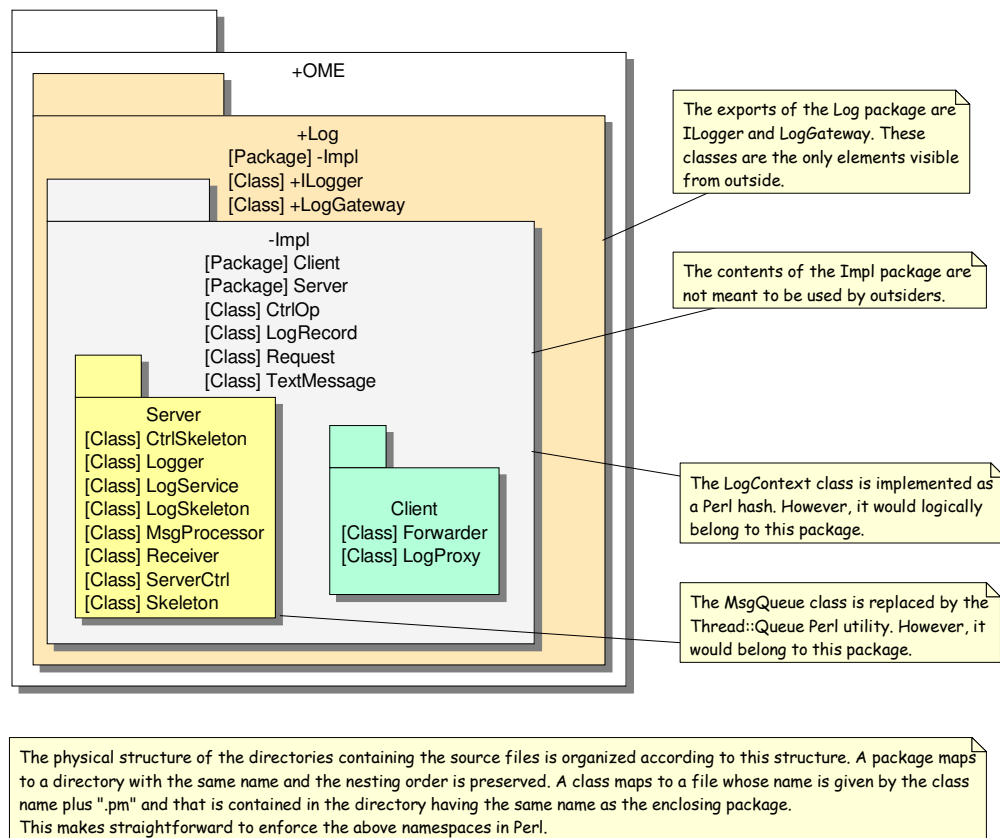 +OME
+Log
[Package] -Impl
[Class] +ILogger
[Class] +LogGateway
-Impl
[Package] Client
[Package] Server
[Class] CtrlOp
[Class] LogRecord
[Class] Request
[Class] TextMessage
Server
[Class] CtrlSkeleton
[Class] Logger
[Class] LogService
[Class] LogSkeleton
[Class] MsgProcessor
[Class] Receiver
[Class] ServerCtrl
[Class] Skeleton
Client
[Class] Forwarder
[Class] LogProxy
The exports of the Log package are
ILogger and LogGateway. These
classes are the only elements visible
from outside.
The contents of the Impl package are
not meant to be used by outsiders.
The LogContext class is implemented as
a Perl hash. However, it would logically
belong to this package.
The MsgQueue class is replaced by the
Thread::Queue Perl utility. However, it
would belong to this package.
The physical structure of the directories containing the source files is organized according to this structure. A package maps
to a directory with the same name and the nesting order is preserved. A class maps to a file whose name is given by the class
name plus ".pm" and that is contained in the directory having the same name as the enclosing package.
This makes straightforward to enforce the above namespaces in Perl.